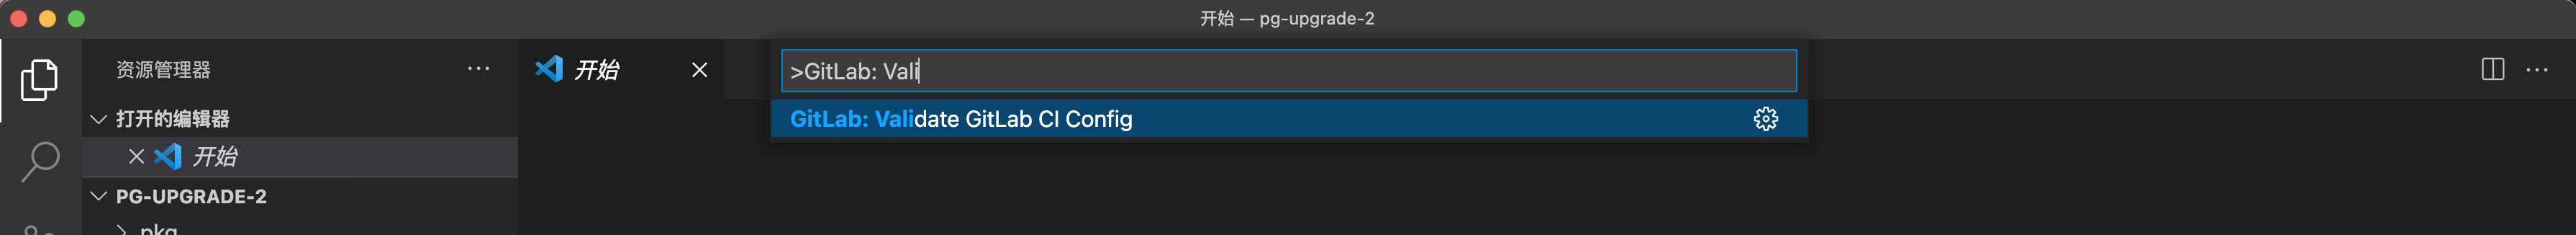 开始 — pg-upgrade-2
资源管理器
开始
>GitLab: Vali
GitLab: Validate GitLab CI Config
打开的编辑器
开始
PG-UPGRADE-2
pkg